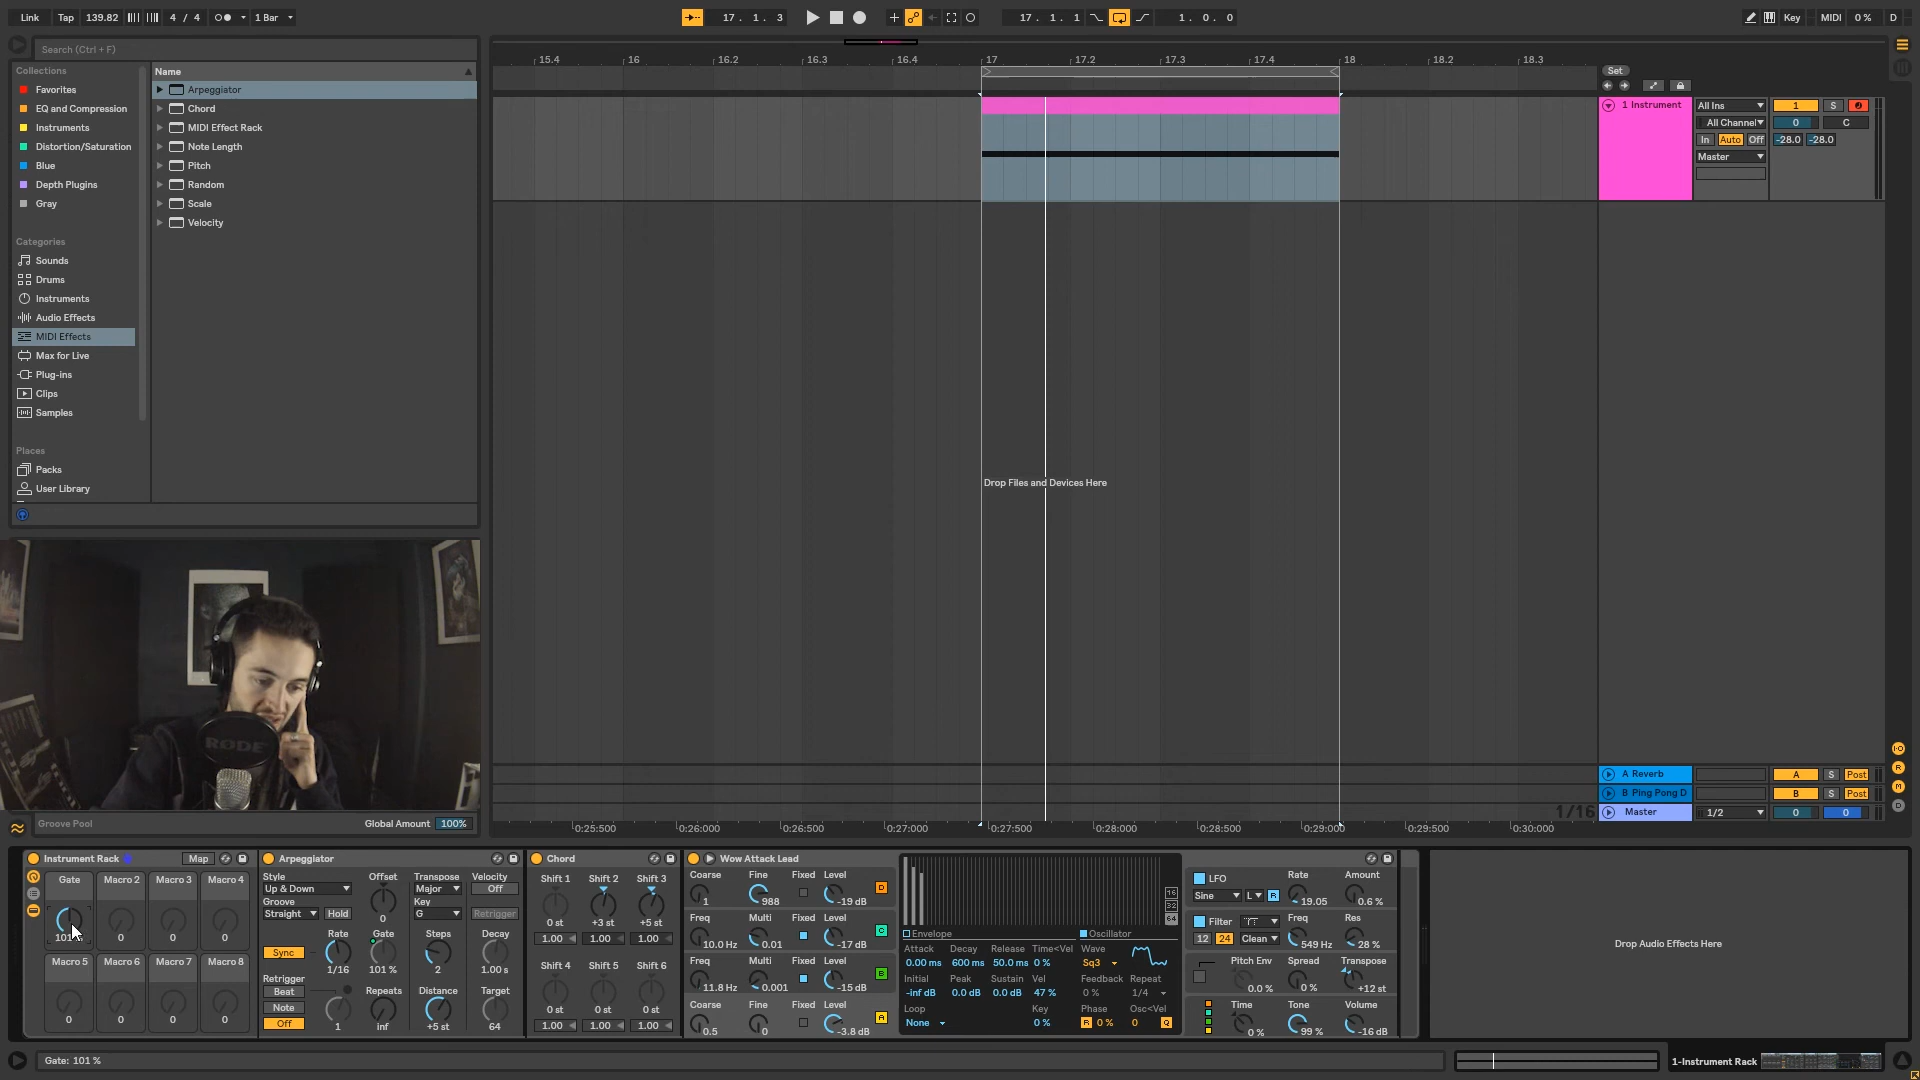 Link Tap 139.82 4 / 4 1 Bar 17 . 1 . 3 17 . 1 . 1 1 . 0 . 0 Key MIDI 0 % D
Search (Ctrl + F)
Collections
Favorites
EQ and Compression
Instruments
Distortion/Saturation
Blue
Depth Plugins
Gray
Categories
Sounds
Drums
Instruments
Audio Effects
MIDI Effects
Max for Live
Plug-ins
Clips
Samples
Places
Packs
User Library
Name
Arpeggiator
Chord
MIDI Effect Rack
Note Length
Pitch
Random
Scale
Velocity
15.4 16 16.2 16.3 16.4 17 17.2 17.3 17.4 18 18.2 18.3
Set
1 Instrument All Ins 1 S
All Channel 0 C
In Auto Off -28.0 -28.0
Master
Drop Files and Devices Here
A Reverb A S Post
B Ping Pong D B S Post
1/16 Master 1/2 0 0
0:25:500 0:26:000 0:26:500 0:27:000 0:27:500 0:28:000 0:28:500 0:29:000 0:29:500 0:30:000
RODE
Groove Pool Global Amount 100%
Instrument Rack Map
Gate Macro 2 Macro 3 Macro 4
101 0 0 0
Macro 5 Macro 6 Macro 7 Macro 8
0 0 0 0
Arpeggiator
Style Offset Transpose Velocity
Up & Down Major Off
Groove Key
Straight Hold 0 G Retrigger
Rate Gate Steps Decay
Sync 1/16 101 % 2 1.00 s
Retrigger
Beat Repeats Distance Target
Note
Off 1 inf +5 st 64
Chord
Shift 1 Shift 2 Shift 3
0 st +3 st +5 st
1.00 1.00 1.00
Shift 4 Shift 5 Shift 6
0 st 0 st 0 st
1.00 1.00 1.00
Wow Attack Lead
Coarse Fine Fixed Level
1 988 -19 dB D
Freq Multi Fixed Level
10.0 Hz 0.01 -17 dB C
Freq Multi Fixed Level
11.8 Hz 0.001 -15 dB B
Coarse Fine Fixed Level
0.5 0 -3.8 dB A
16
32
64
Envelope Oscillator
Attack Decay Release Time<Vel Wave
0.00 ms 600 ms 50.0 ms 0 % Sq3
Initial Peak Sustain Vel Feedback Repeat
-inf dB 0.0 dB 0.0 dB 47 % 0 % 1/4
Loop Key Phase Osc<Vel
None 0 % R 0 % 0 Q
LFO Rate Amount
Sine L R 19.05 0.6 %
Filter Freq Res
12 24 Clean 549 Hz 28 %
Pitch Env Spread Transpose
0.0 % 0 % +12 st
Time Tone Volume
0 % 99 % -16 dB
Drop Audio Effects Here
Gate: 101 % 1-Instrument Rack